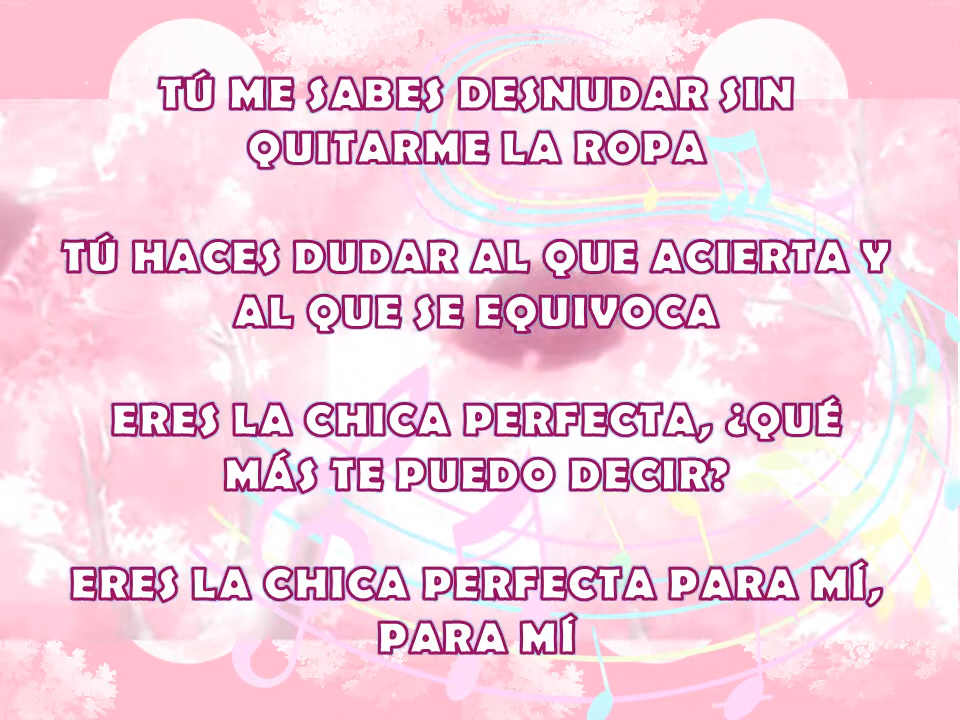 TÚ ME SABES DESNUDAR SIN
QUITARME LA ROPA
TÚ HACES DUDAR AL QUE ACIERTA Y
AL QUE SE EQUIVOCA
ERES LA CHICA PERFECTA, ¿QUÉ
MÁS TE PUEDO DECIR?
ERES LA CHICA PERFECTA PARA MÍ,
PARA MÍ